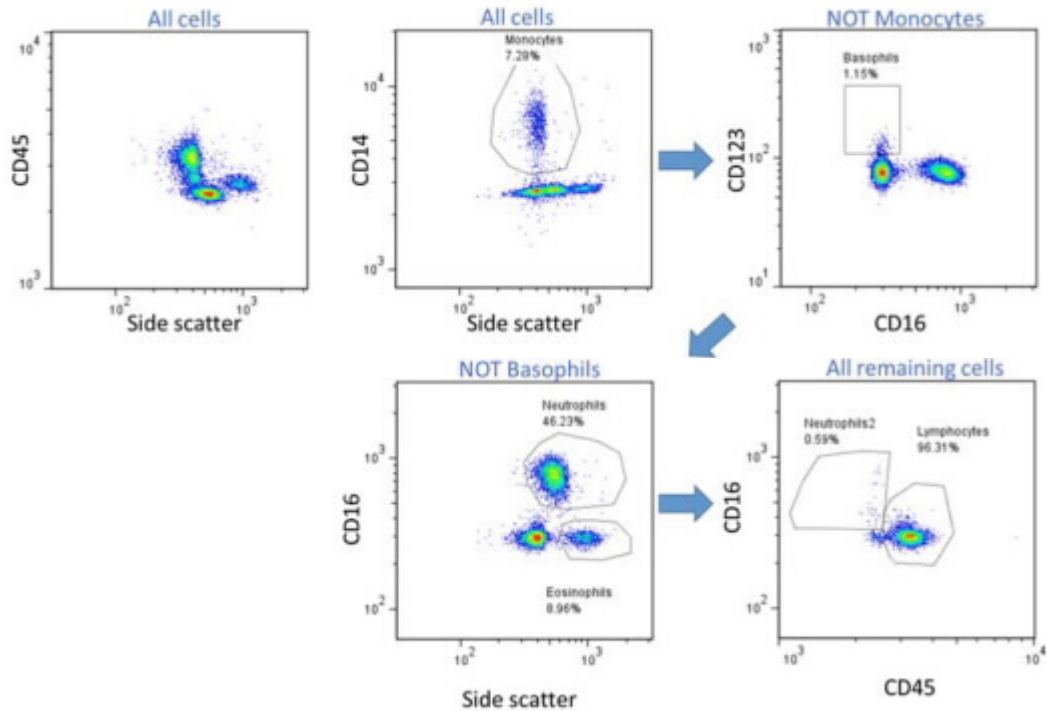 All cells
All cells
NOT Monocytes
10^4
CD45
10^3
10^2
10^3
Side scatter
Monocytes
7.28%
10^4
CD14
10^3
10^2
10^3
Side scatter
10^3
Basophils
1.15%
CD123
10^2
10^1
10^2
10^3
CD16
NOT Basophils
All remaining cells
Neutrophils
46.23%
10^3
CD16
10^2
Eosinophils
8.96%
10^2
10^3
Side scatter
Neutrophils2
0.59%
Lymphocytes
96.31%
10^3
CD16
10^2
10^3
10^4
CD45